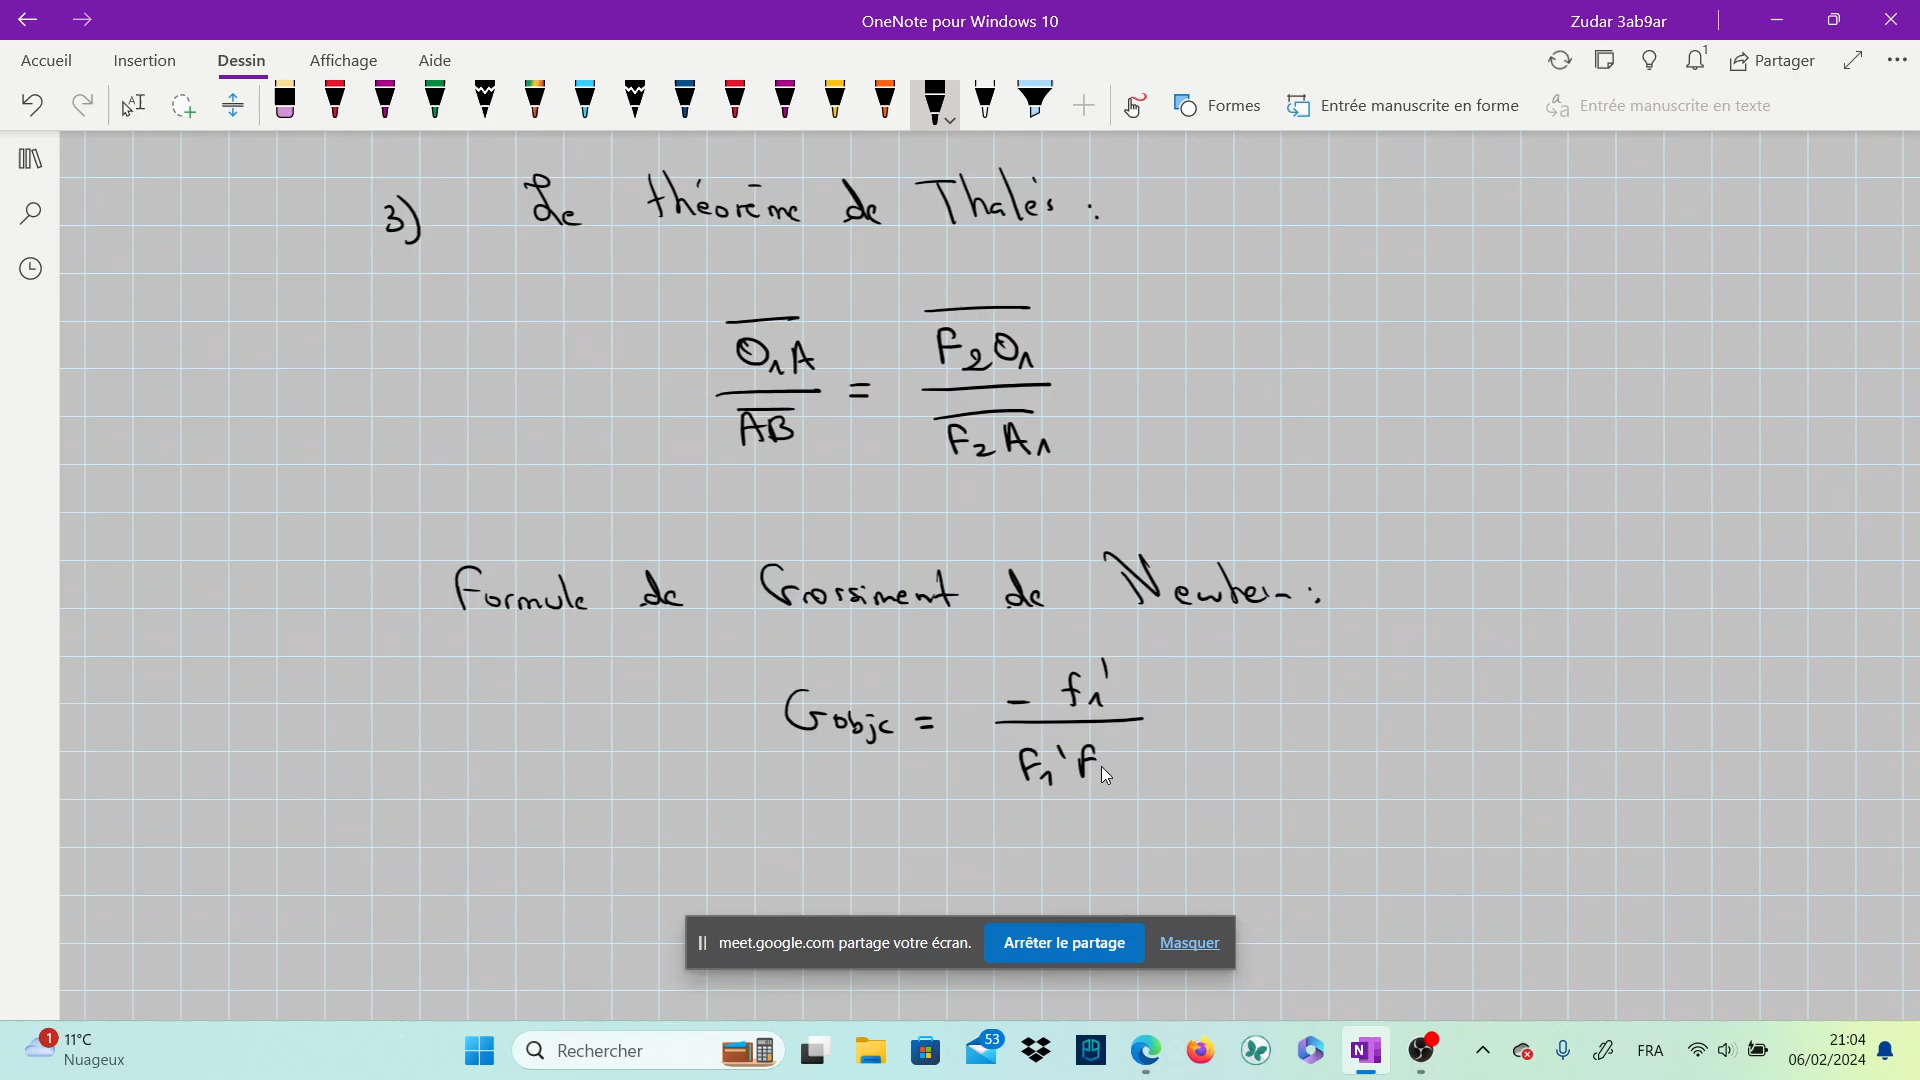 OneNote pour Windows 10
Zudar 3ab9ar
Accueil Insertion Dessin Affichage Aide
1
Partager
Formes Entrée manuscrite en forme Entrée manuscrite en texte
3) Le théorème de Thalès :
O₁A / AB = F₂O₁ / F₂A₁
Formule de Grossiment de Newton :
G objc = - f₁' / F₁'F
meet.google.com partage votre écran. Arrêter le partage Masquer
1 11°C
Nuageux
Rechercher
53
FRA
21:04
06/02/2024